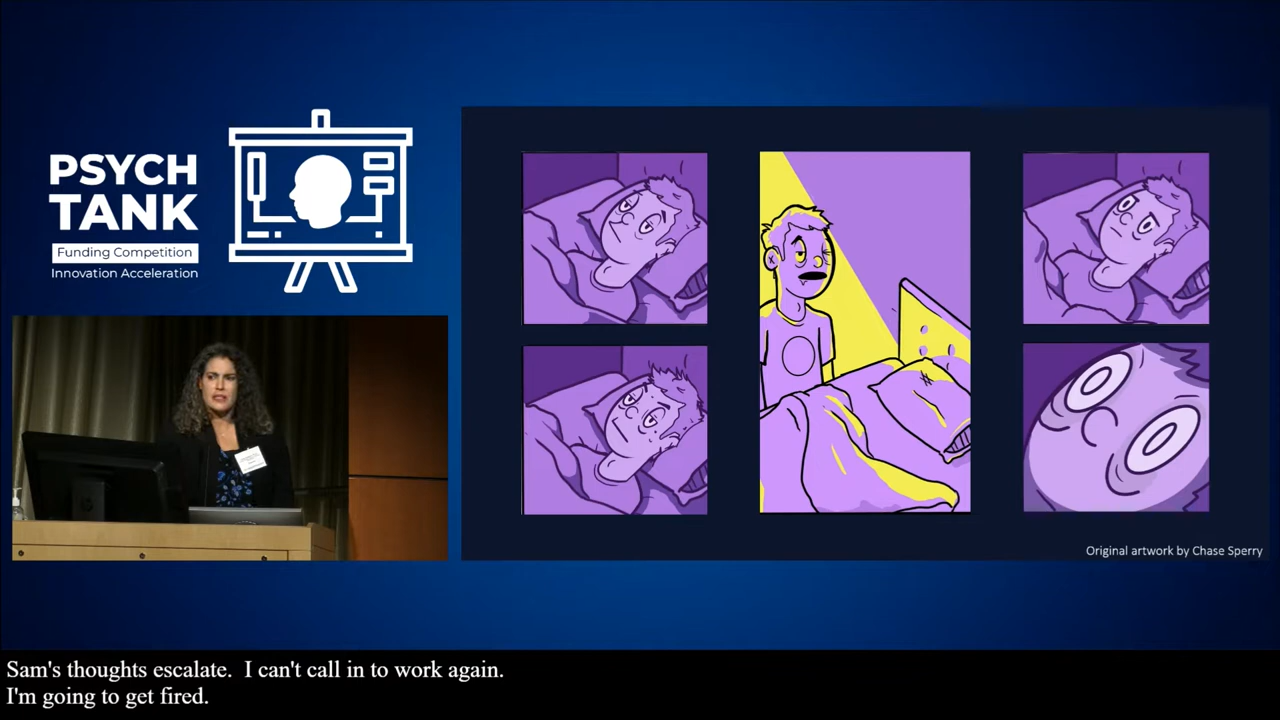 PSYCH
TANK
Funding Competition
Innovation Acceleration
Original artwork by Chase Sperry
Sam's thoughts escalate.  I can't call in to work again.
I'm going to get fired.